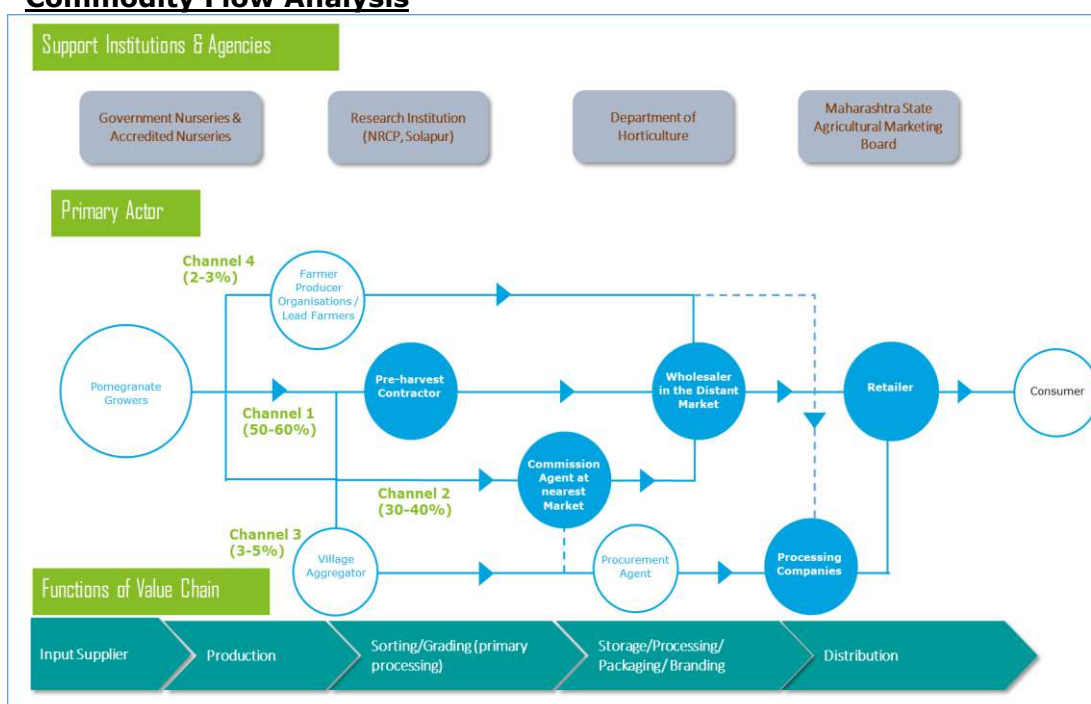 Commodity Flow Analysis
Support Institutions & Agencies
Government Nurseries &
Accredited Nurseries
Research Institution
(NRCP, Solapur)
Department of
Horticulture
Maharashtra State
Agricultural Marketing
Board
Primary Actor
Channel 4
(2-3%)
Farmer
Producer
Organisations /
Lead Farmers
Pomegranate
Growers
Pre-harvest
Contractor
Wholesaler
in the Distant
Market
Retailer
Consumer
Channel 1
(50-60%)
Commission
Agent at
nearest
Market
Channel 2
(30-40%)
Channel 3
(3-5%)
Village
Aggregator
Procurement
Agent
Processing
Companies
Functions of Value Chain
Input Supplier
Production
Sorting/Grading (primary
processing)
Storage/Processing/
Packaging/ Branding
Distribution